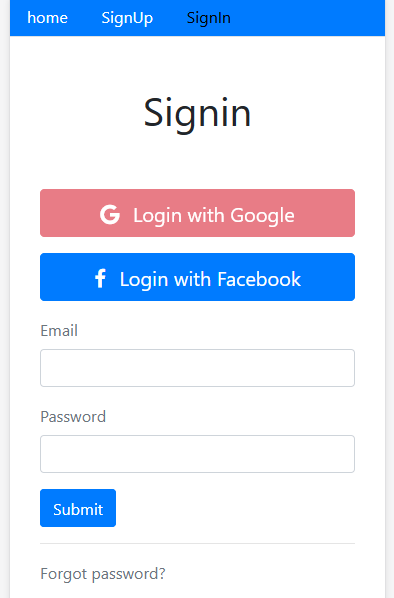 home SignUp SignIn
Signin
Login with Google
Login with Facebook
Email
Password
Submit
Forgot password?